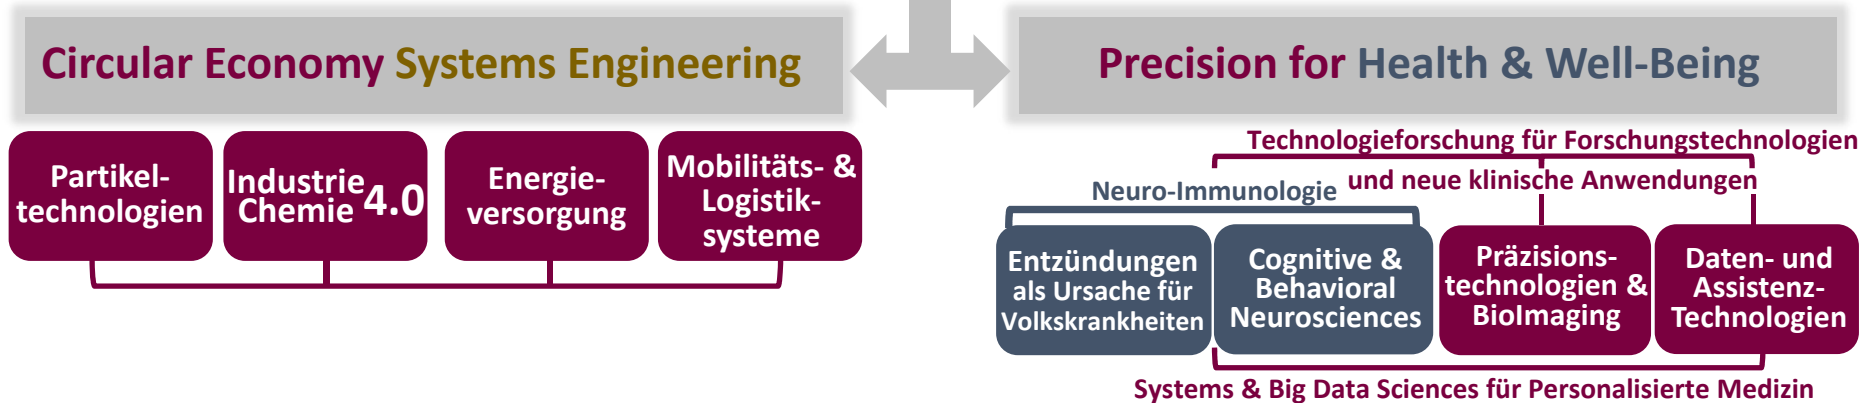 Circular Economy Systems Engineering
Partikel-
technologien
Industrie
Chemie 4.0
Energie-
versorgung
Mobilitäts- &
Logistik-
systeme
Precision for Health & Well-Being
Technologieforschung für Forschungstechnologien
und neue klinische Anwendungen
Neuro-Immunologie
Entzündungen
als Ursache für
Volkskrankheiten
Cognitive &
Behavioral
Neurosciences
Präzisions-
technologien &
BioImaging
Daten- und
Assistenz-
Technologien
Systems & Big Data Sciences für Personalisierte Medizin